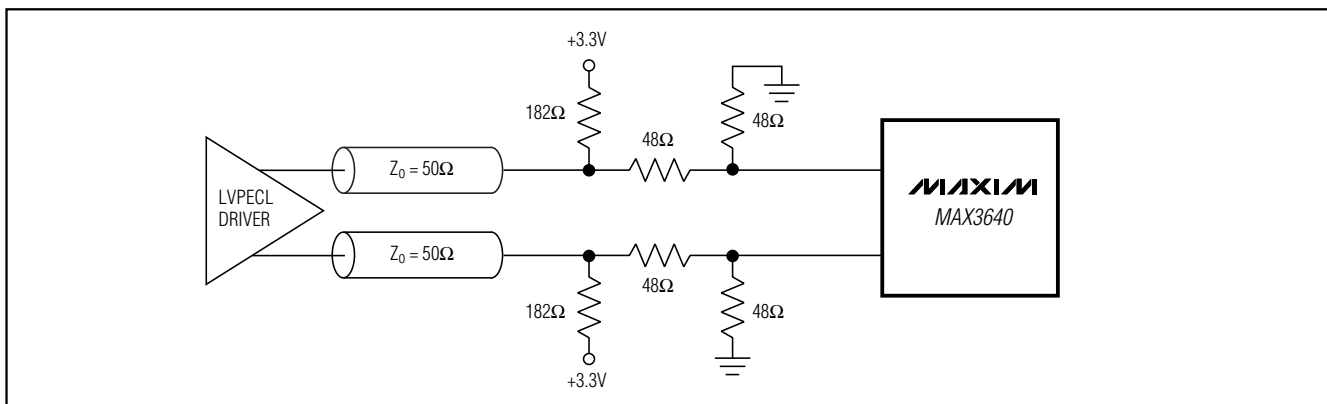 +3.3V
182Ω
48Ω
48Ω
Z₀ = 50Ω
LVPECL
DRIVER
MAXIM
MAX3640
Z₀ = 50Ω
48Ω
182Ω
48Ω
+3.3V